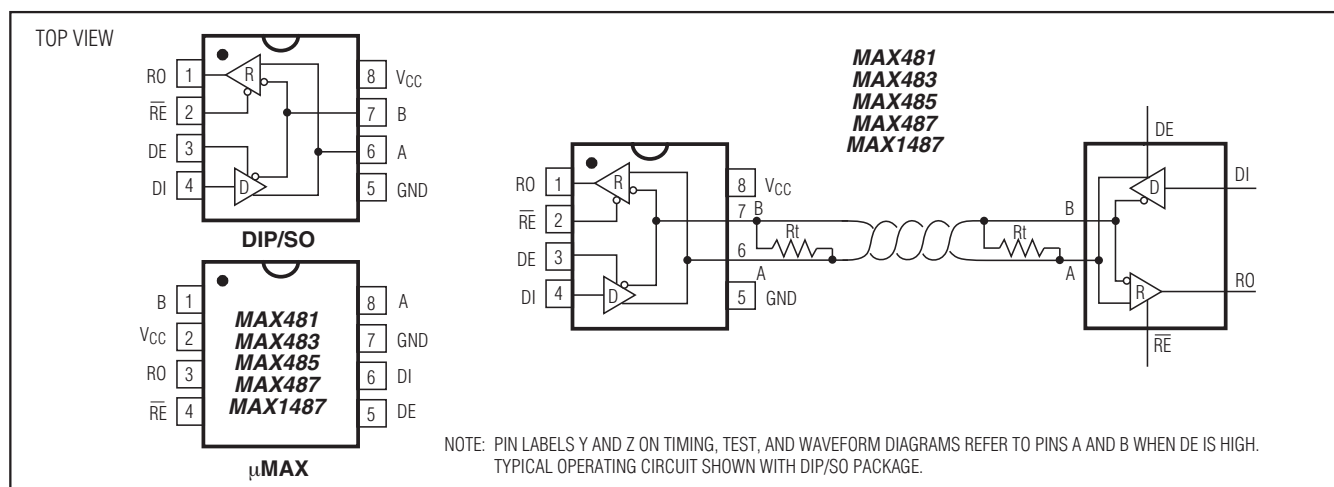 TOP VIEW
RO 1
R̅E̅ 2
DE 3
DI 4
8 VCC
7 B
6 A
5 GND
R
D
DIP/SO
B 1
VCC 2
RO 3
R̅E̅ 4
8 A
7 GND
6 DI
5 DE
MAX481
MAX483
MAX485
MAX487
MAX1487
µMAX
MAX481
MAX483
MAX485
MAX487
MAX1487
RO 1
R̅E̅ 2
DE 3
DI 4
R
D
8 VCC
7 B
6
A
5 GND
Rt
Rt
B
A
DE
D
DI
R
RO
R̅E̅
NOTE: PIN LABELS Y AND Z ON TIMING, TEST, AND WAVEFORM DIAGRAMS REFER TO PINS A AND B WHEN DE IS HIGH.
TYPICAL OPERATING CIRCUIT SHOWN WITH DIP/SO PACKAGE.